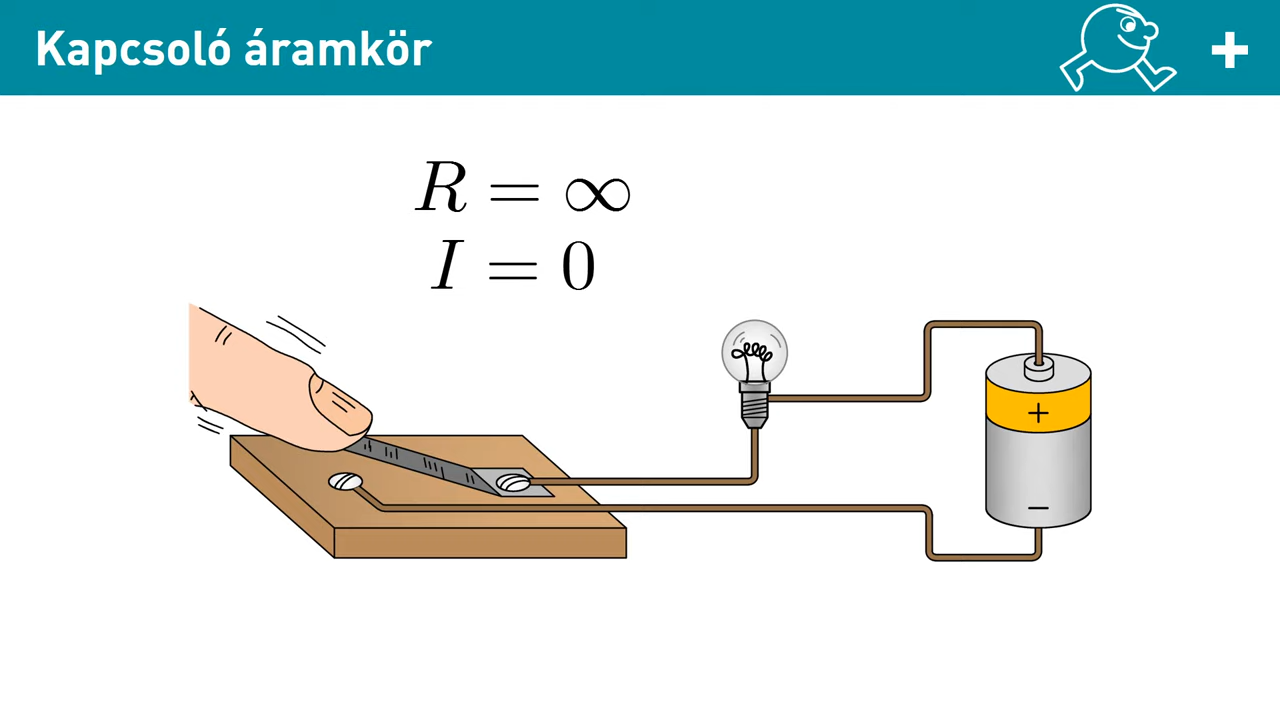 Kapcsoló áramkör
+
R = ∞
I = 0
+
−